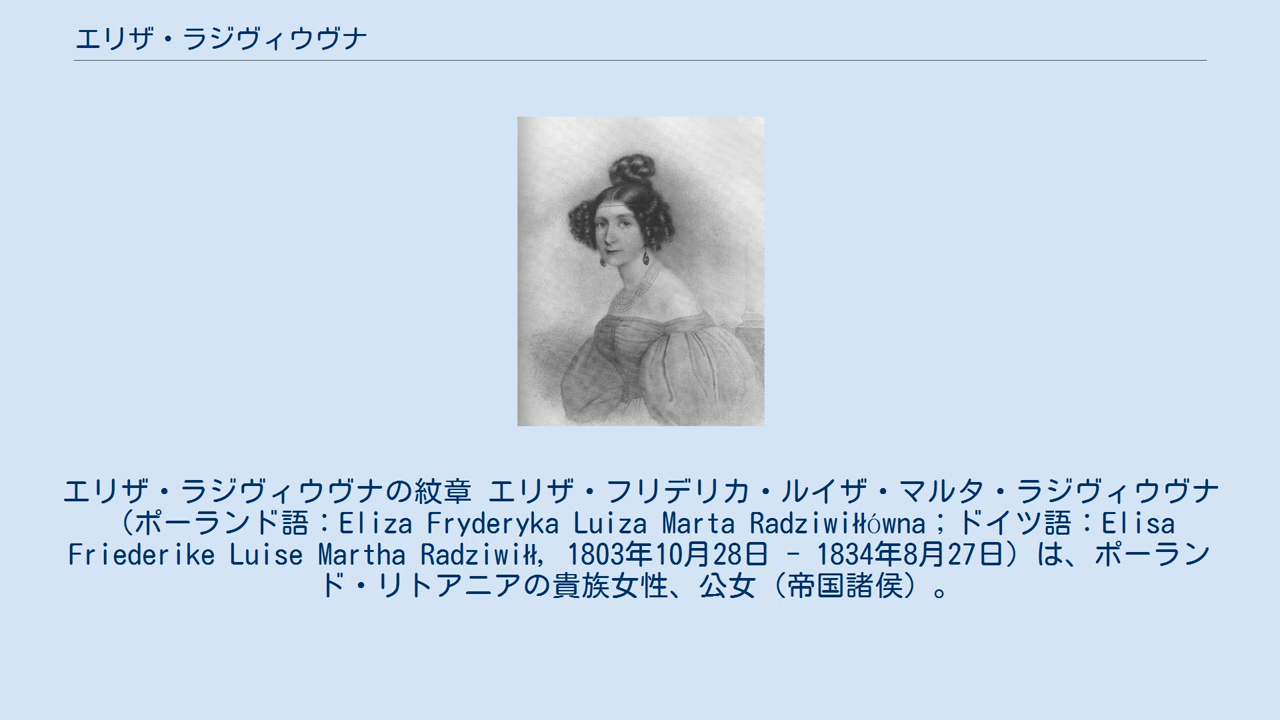 エリザ・ラジヴィウヴナ
エリザ・ラジヴィウヴナの紋章 エリザ・フリデリカ・ルイザ・マルタ・ラジヴィウヴナ
（ポーランド語：Eliza Fryderyka Luiza Marta Radziwiłłówna；ドイツ語：Elisa
Friederike Luise Martha Radziwiłł, 1803年10月28日 - 1834年8月27日）は、ポーラン
ド・リトアニアの貴族女性、公女（帝国諸侯）。